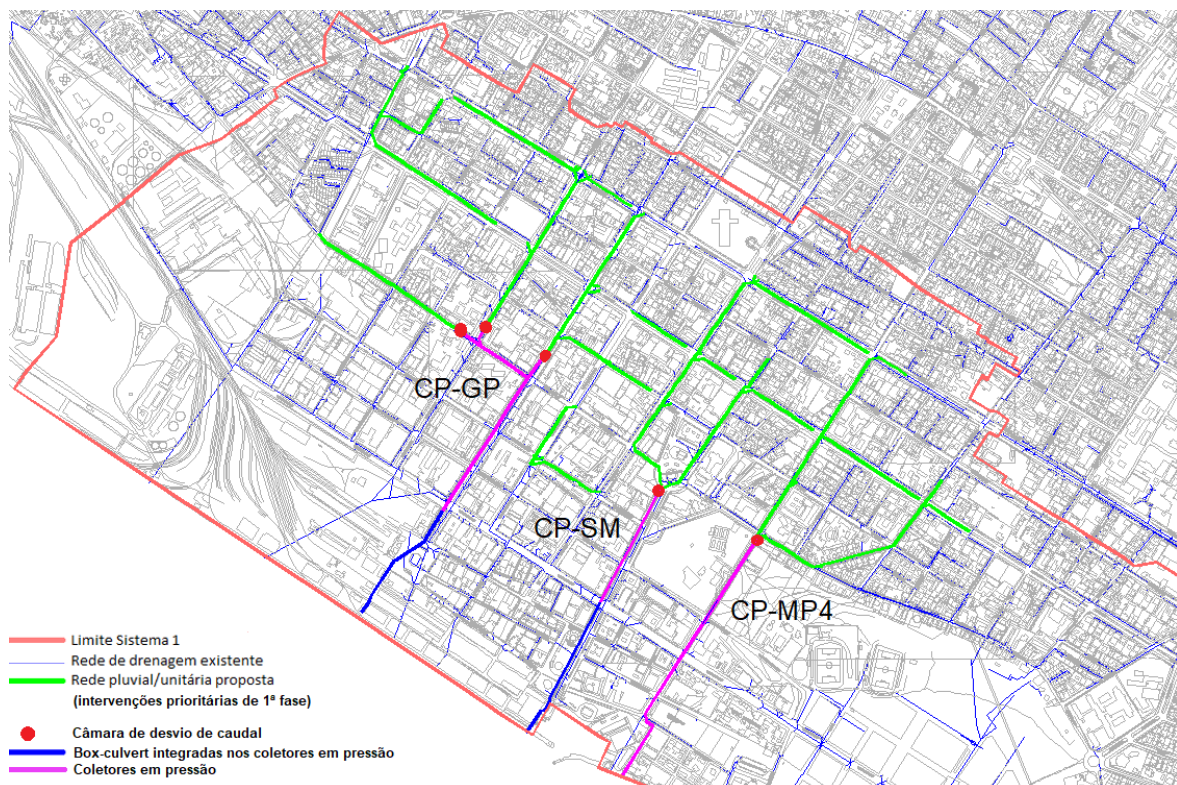 CP-GP
CP-SM
CP-MP4
Limite Sistema 1
Rede de drenagem existente
Rede pluvial/unitária proposta
(intervenções prioritárias de 1ª fase)
Câmara de desvio de caudal
Box-culvert integradas nos coletores em pressão
Coletores em pressão